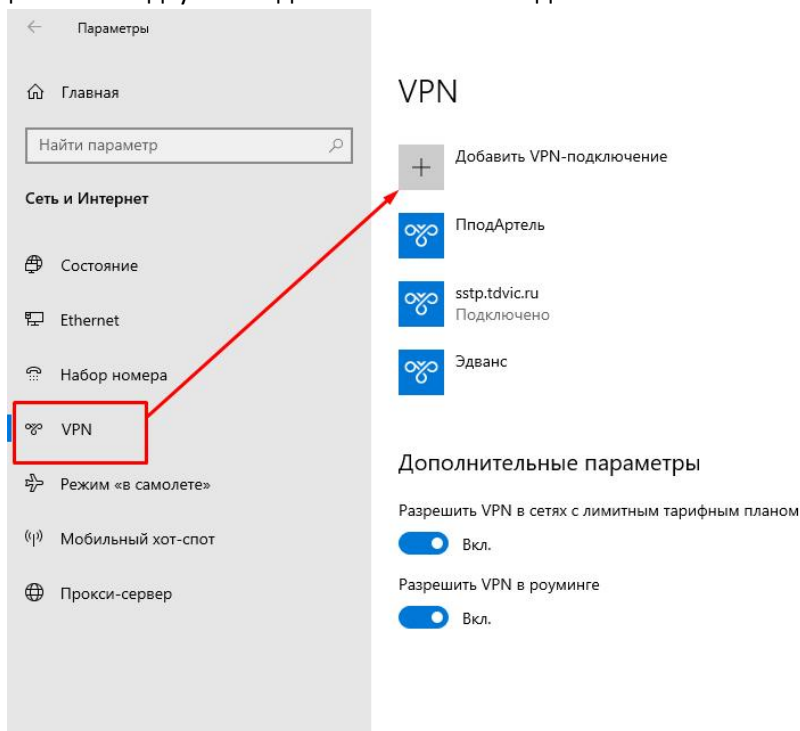 Параметры
Главная
Найти параметр
Сеть и Интернет
Состояние
Ethernet
Набор номера
VPN
Режим «в самолете»
Мобильный хот-спот
Прокси-сервер
VPN
Добавить VPN-подключение
ПподАртель
sstp.tdvic.ru
Подключено
Эдванс
Дополнительные параметры
Разрешить VPN в сетях с лимитным тарифным планом
Вкл.
Разрешить VPN в роуминге
Вкл.